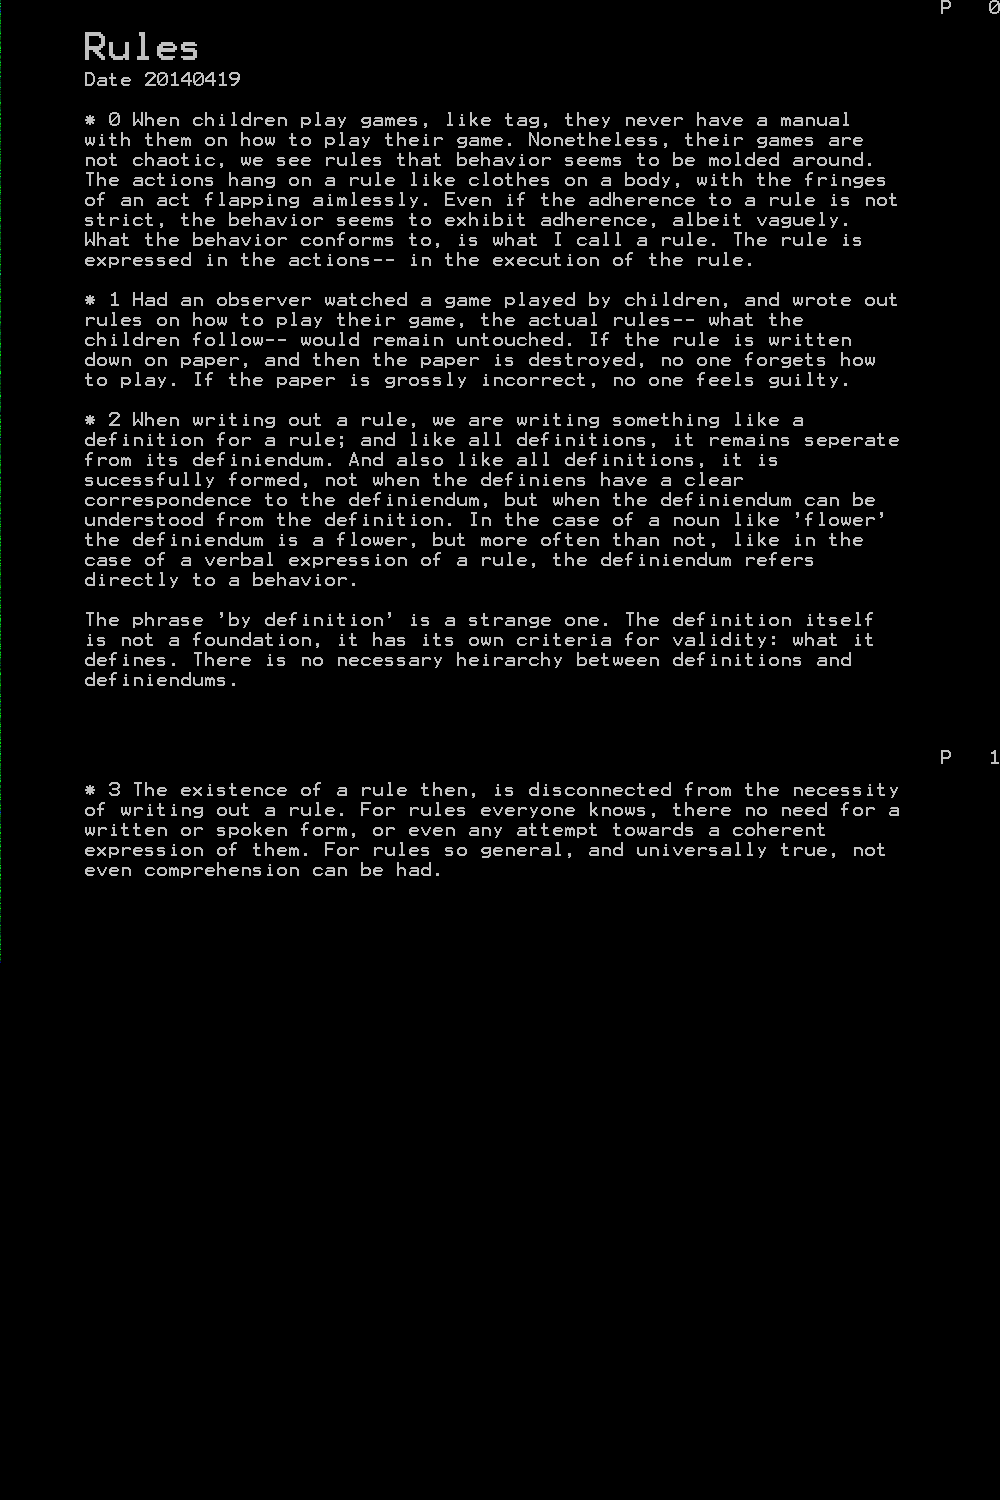 P 0
Rules
Date 20140419
* 0 When children play games, like tag, they never have a manual
with them on how to play their game. Nonetheless, their games are
not chaotic, we see rules that behavior seems to be molded around.
The actions hang on a rule like clothes on a body, with the fringes
of an act flapping aimlessly. Even if the adherence to a rule is not
strict, the behavior seems to exhibit adherence, albeit vaguely.
What the behavior conforms to, is what I call a rule. The rule is
expressed in the actions-- in the execution of the rule.
* 1 Had an observer watched a game played by children, and wrote out
rules on how to play their game, the actual rules-- what the
children follow-- would remain untouched. If the rule is written
down on paper, and then the paper is destroyed, no one forgets how
to play. If the paper is grossly incorrect, no one feels guilty.
* 2 When writing out a rule, we are writing something like a
definition for a rule; and like all definitions, it remains seperate
from its definiendum. And also like all definitions, it is
sucessfully formed, not when the definiens have a clear
correspondence to the definiendum, but when the definiendum can be
understood from the definition. In the case of a noun like 'flower'
the definiendum is a flower, but more often than not, like in the
case of a verbal expression of a rule, the definiendum refers
directly to a behavior.
The phrase 'by definition' is a strange one. The definition itself
is not a foundation, it has its own criteria for validity: what it
defines. There is no necessary heirarchy between definitions and
definiendums.
P 1
* 3 The existence of a rule then, is disconnected from the necessity
of writing out a rule. For rules everyone knows, there no need for a
written or spoken form, or even any attempt towards a coherent
expression of them. For rules so general, and universally true, not
even comprehension can be had.